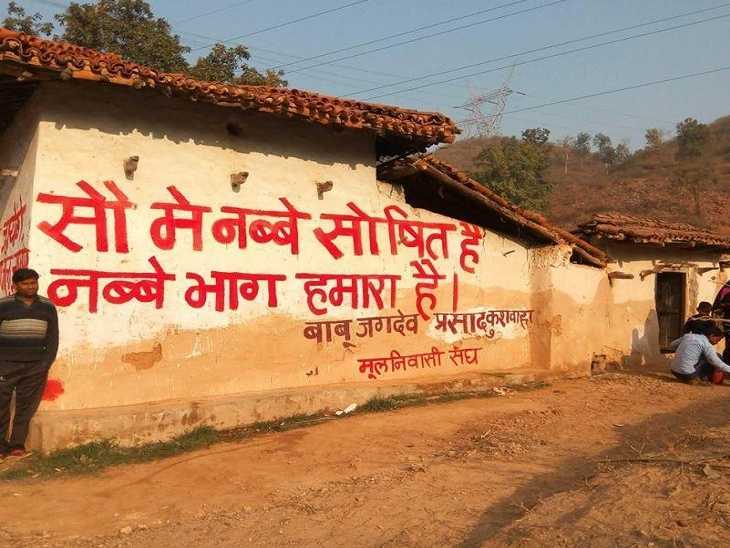 सौ मे नब्बे सोषित है
नब्बे भाग हमारा है।
बाबू जगदेव प्रसाद कुशवाहा
मूलनिवासी संघ